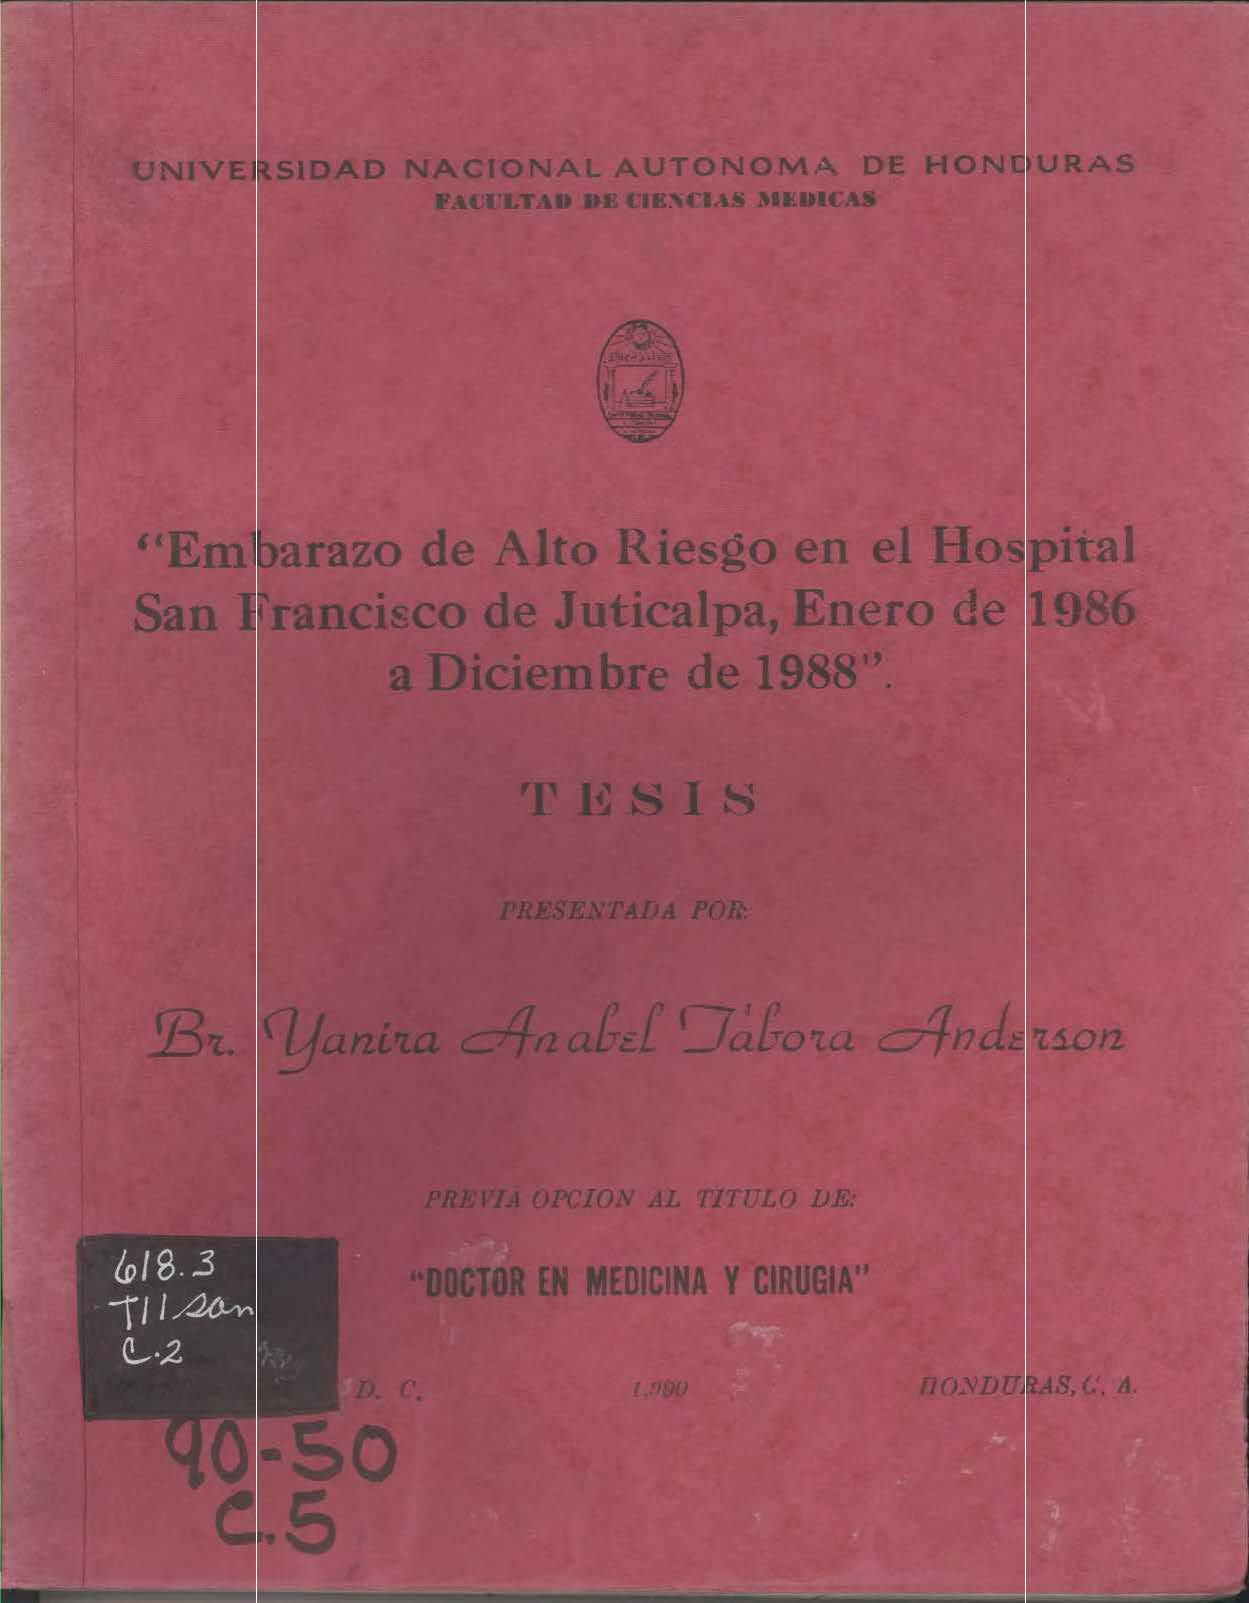 UNIVERSIDAD NACIONAL AUTONOMA DE HONDURAS
FACULTAD DE CIENCIAS MEDICAS
“Embarazo de Alto Riesgo en el Hospital
San Francisco de Juticalpa, Enero de 1986
a Diciembre de 1988”.
TESIS
PRESENTADA POR:
Br. Yanira Anabel Tábora Anderson
PREVIA OPCION AL TITULO DE:
“DOCTOR EN MEDICINA Y CIRUGIA”
618.3
T11san
C.2
D. C. 1,990 HONDURAS, C. A.
90-50
C.5